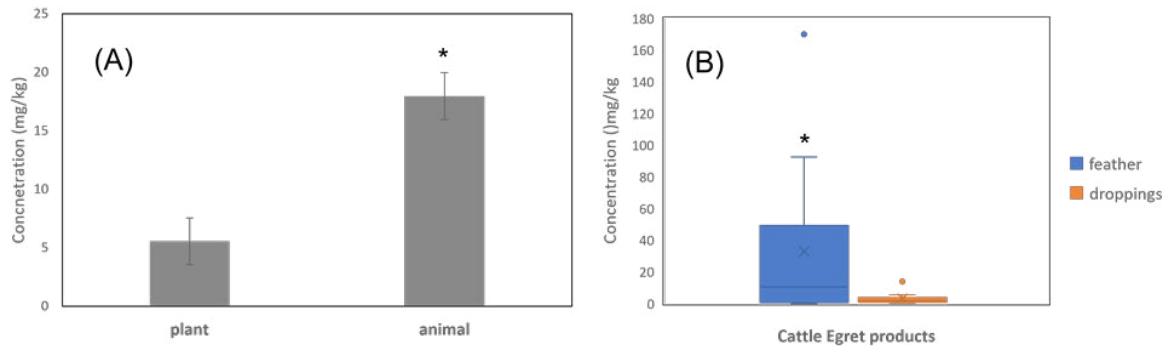 (A)
Concnetration (mg/kg)
25
20
15
10
5
0
*
plant
animal
(B)
Concentration ()mg/kg
180
160
140
120
100
80
60
40
20
0
*
Cattle Egret products
feather
droppings